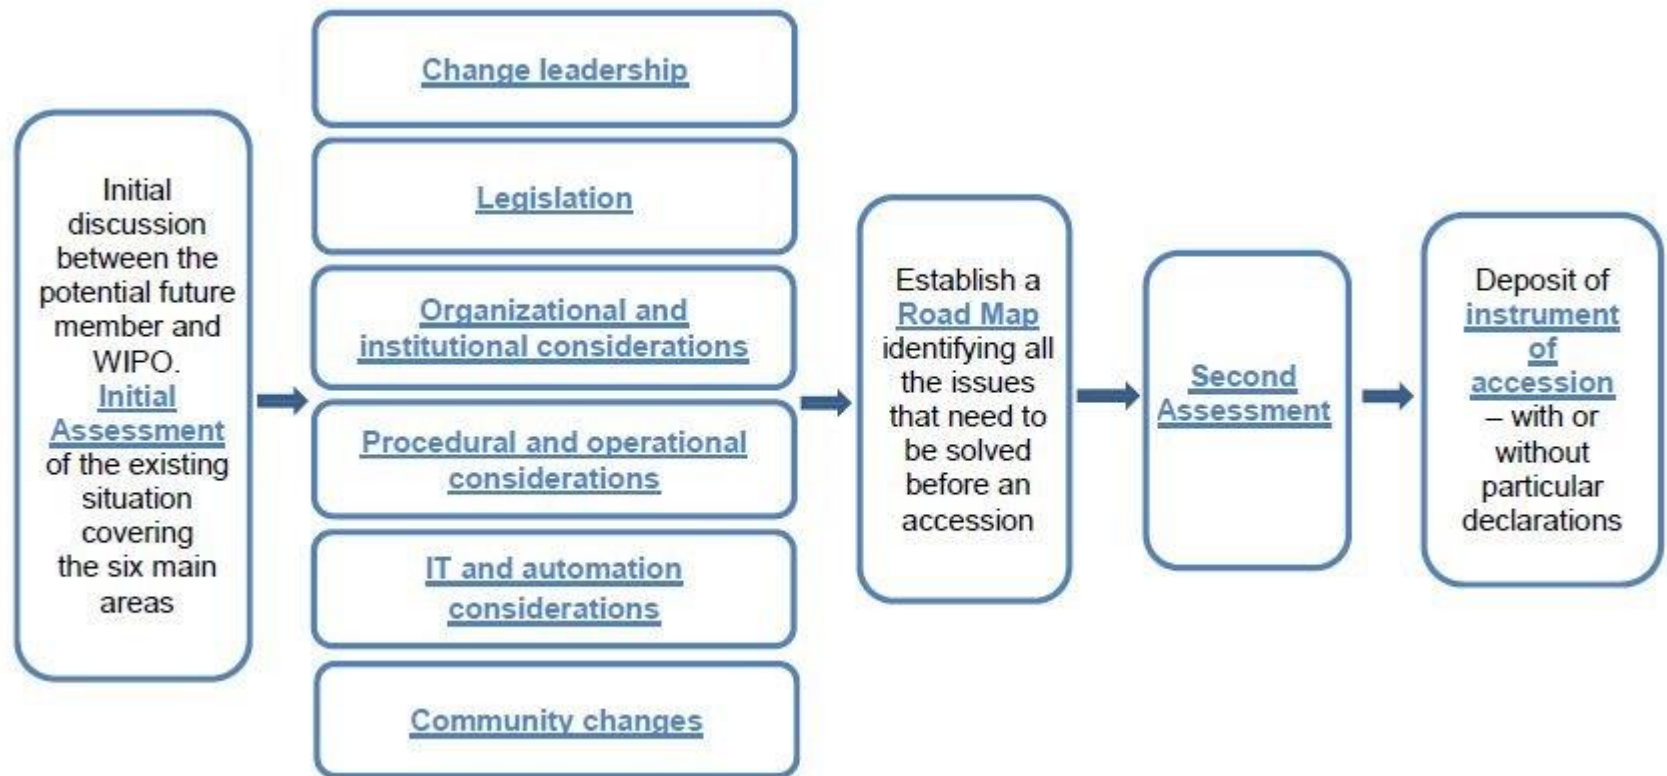 Initial
discussion
between the
potential future
member and
WIPO.
Initial
Assessment
of the existing
situation
covering
the six main
areas
Change leadership
Legislation
Organizational and
institutional considerations
Procedural and operational
considerations
IT and automation
considerations
Community changes
Establish a
Road Map
identifying all
the issues
that need to
be solved
before an
accession
Second
Assessment
Deposit of
instrument
of
accession
– with or
without
particular
declarations